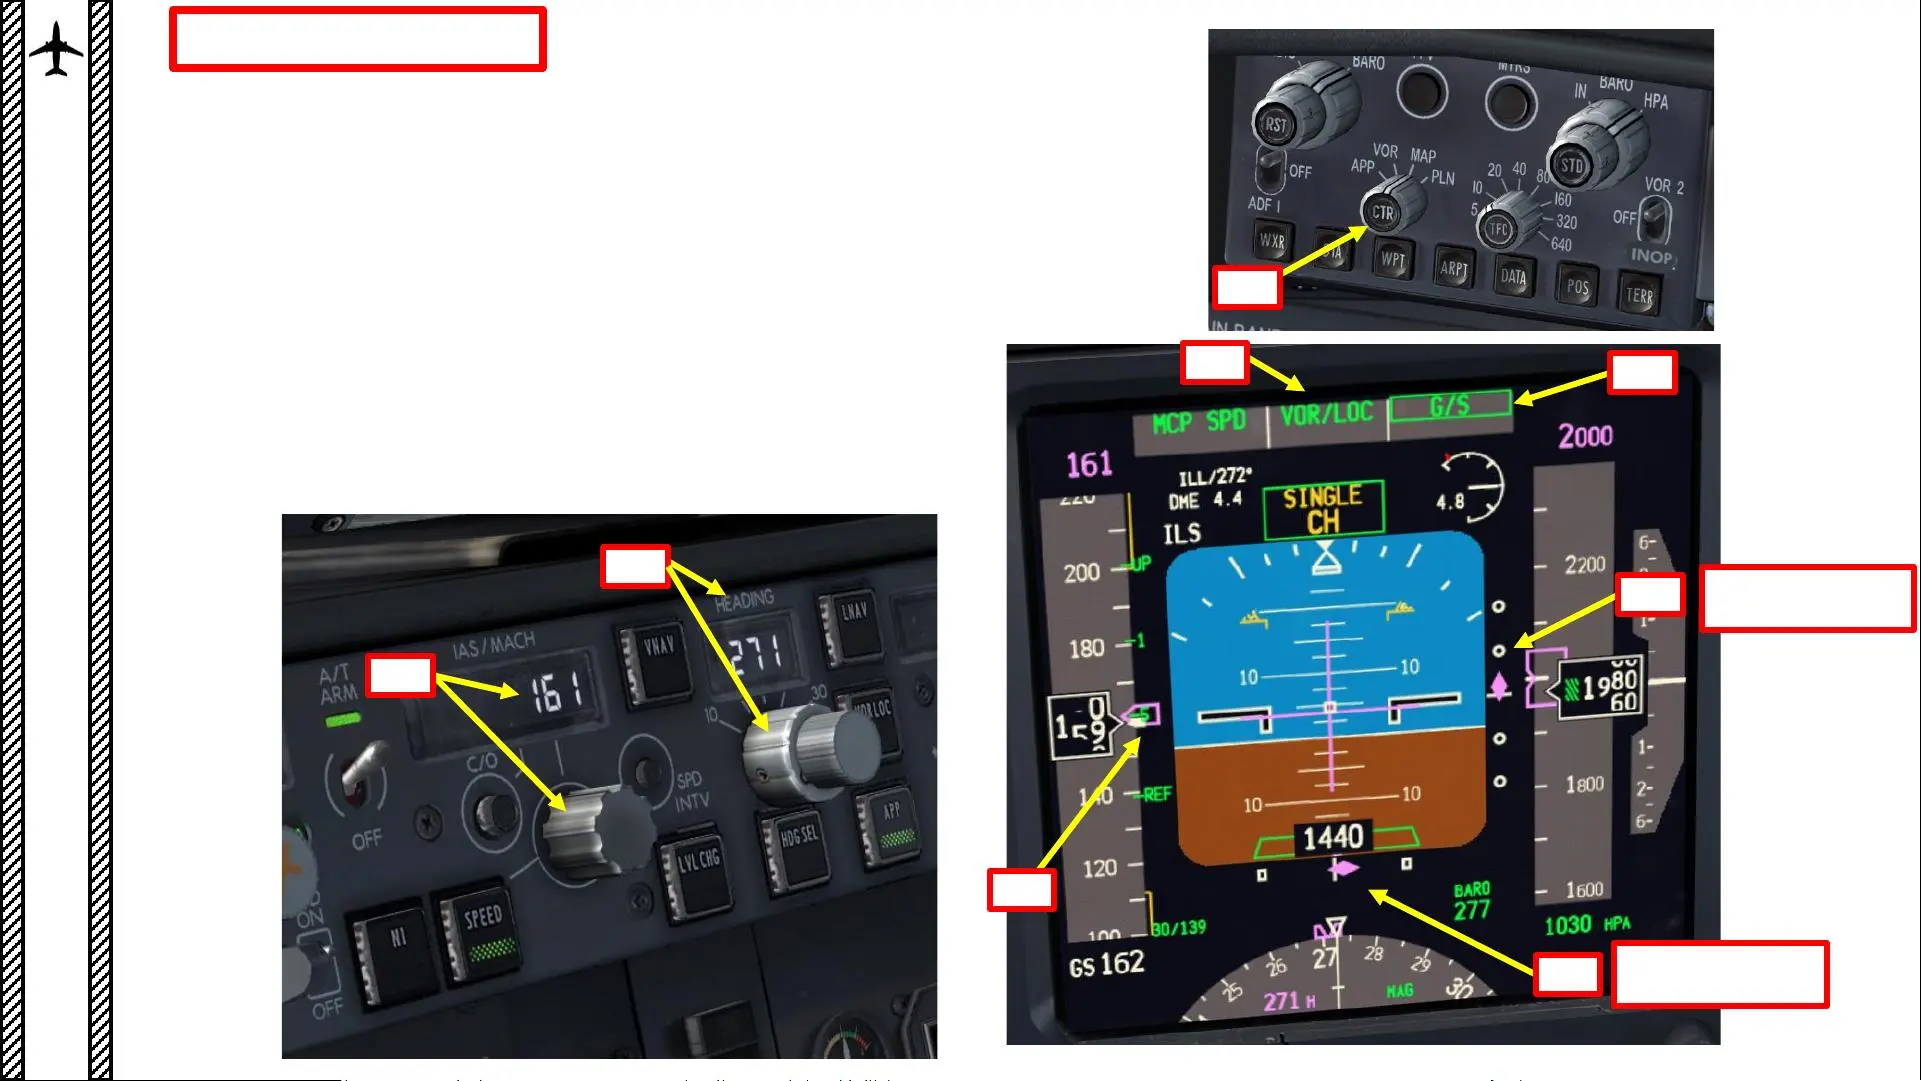 BARO
MTRS
IN
BARO
HPA
RST
STD
OFF
VOR
MAP
APP
PLN
CTR
10
20
40
80
160
320
640
5
TFC
VOR 2
OFF
ADF 1
INOP
WXR
STA
WPT
ARPT
DATA
POS
TERR
MCP SPD
VOR/LOC
G/S
161
2000
ILL/272°
DME 4.4
ILS
SINGLE
CH
4.8
220
UP
200
180
1
140
REF
120
100
30/139
GS 162
10
10
10
10
1440
BARO
277
2200
1980
60
1800
1600
1030 HPA
6
1
1
2
6
25
26
27
28
29
30
271 H
MAG
A/T
ARM
OFF
IAS/MACH
161
C/O
VNAV
SPD
INTV
HEADING
271
10
30
LNAV
VOR LOC
APP
HDG SEL
LVL CHG
SPEED
N1
ON
OFF